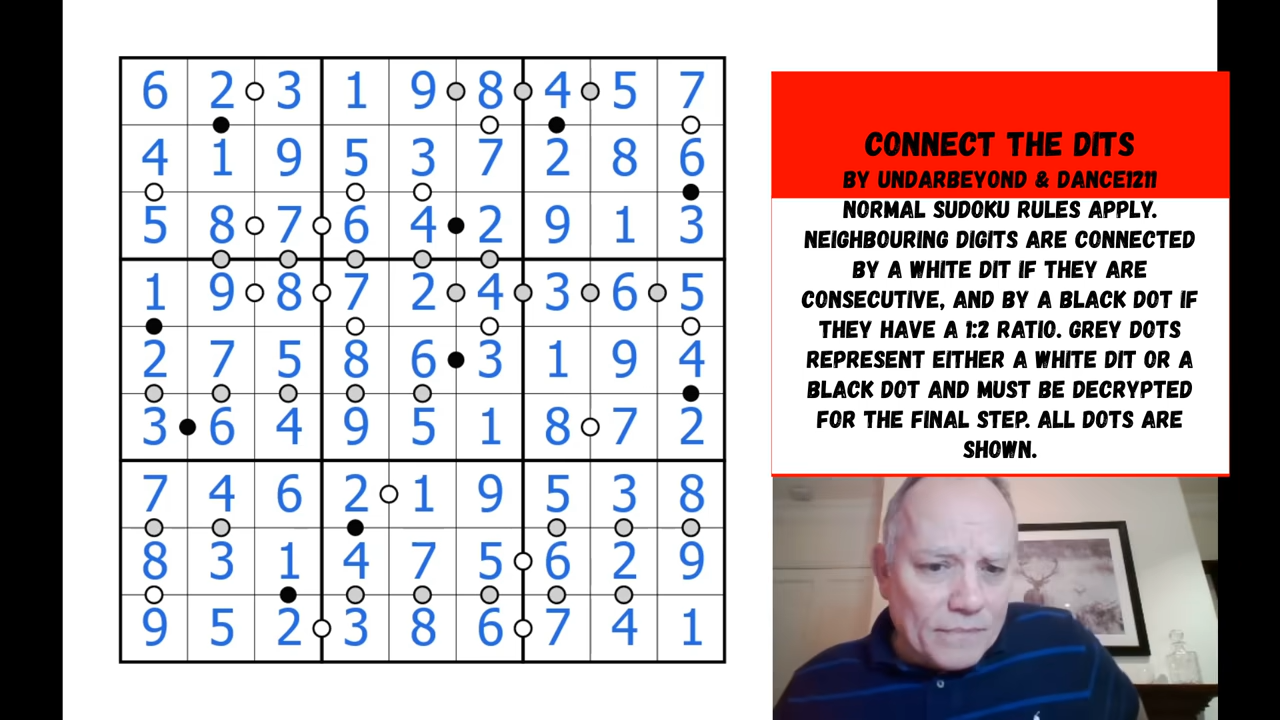 6 2 3 1 9 8 4 5 7
4 1 9 5 3 7 2 8 6
5 8 7 6 4 2 9 1 3
1 9 8 7 2 4 3 6 5
2 7 5 8 6 3 1 9 4
3 6 4 9 5 1 8 7 2
7 4 6 2 1 9 5 3 8
8 3 1 4 7 5 6 2 9
9 5 2 3 8 6 7 4 1
CONNECT THE DITS
BY UNDARBEYOND & DANCE1211
NORMAL SUDOKU RULES APPLY.
NEIGHBOURING DIGITS ARE CONNECTED
BY A WHITE DIT IF THEY ARE
CONSECUTIVE, AND BY A BLACK DOT IF
THEY HAVE A 1:2 RATIO. GREY DOTS
REPRESENT EITHER A WHITE DIT OR A
BLACK DOT AND MUST BE DECRYPTED
FOR THE FINAL STEP. ALL DOTS ARE
SHOWN.